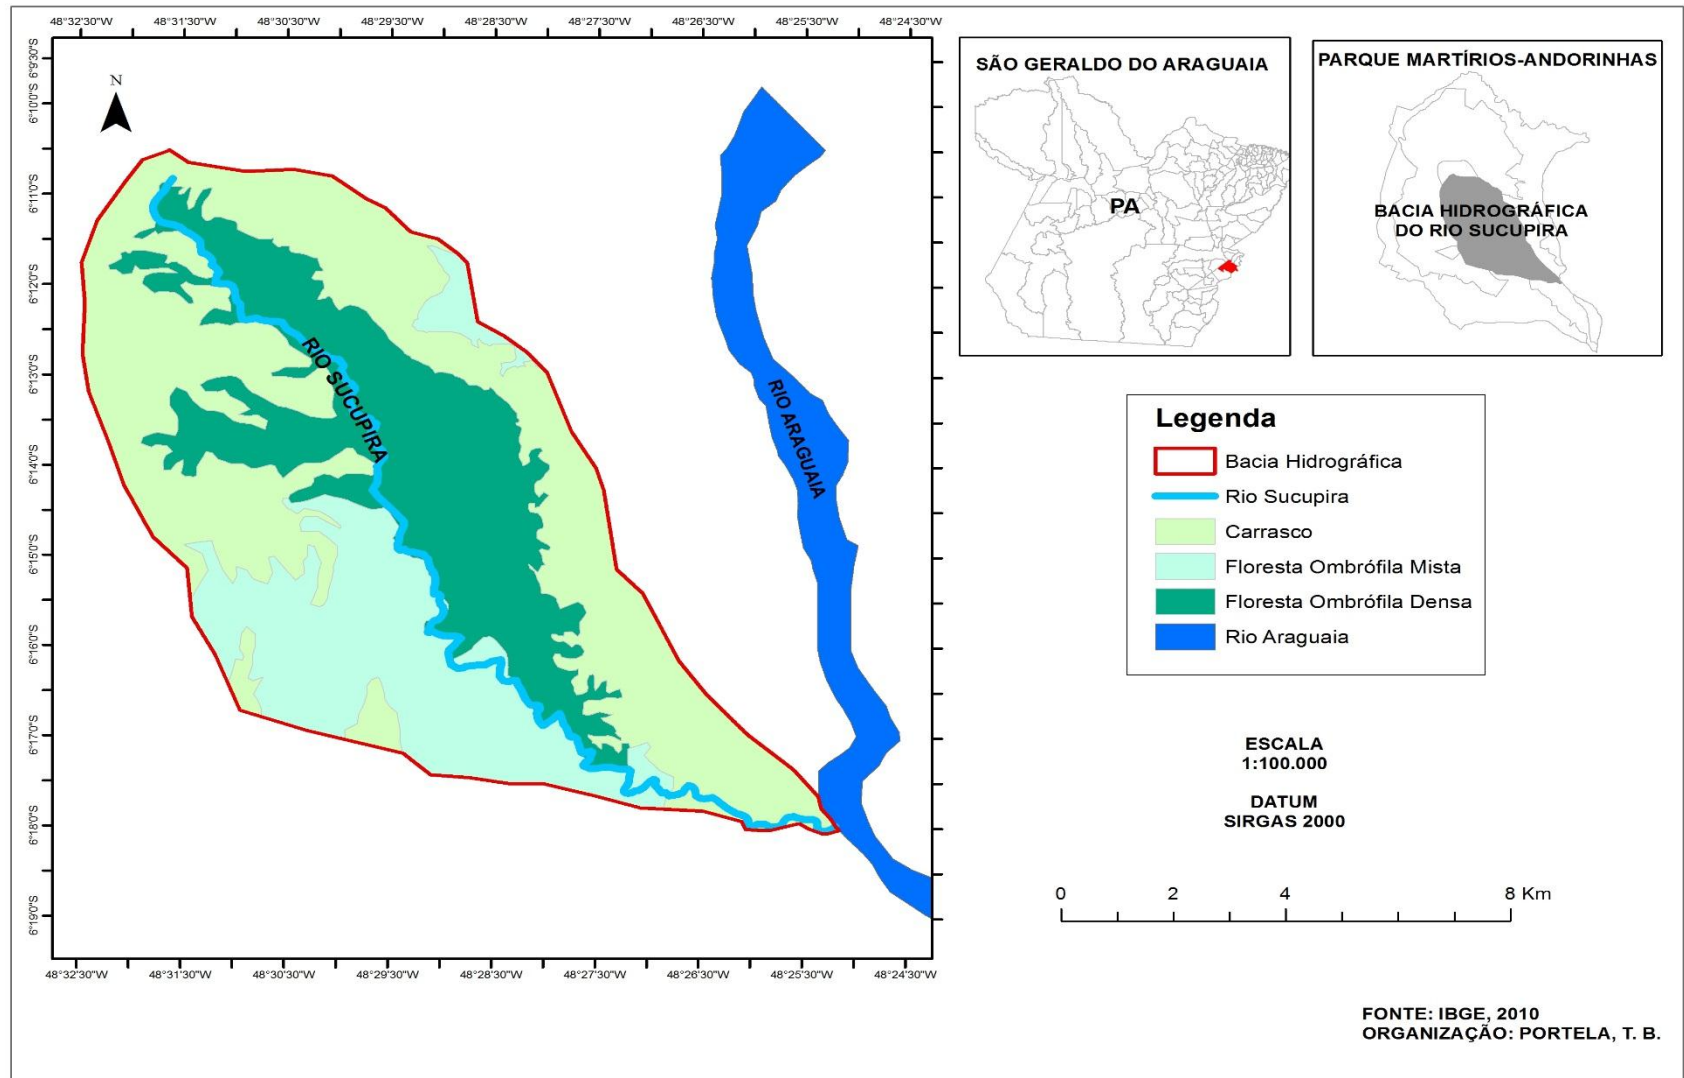 48°32'30"W 48°31'30"W 48°30'30"W 48°29'30"W 48°28'30"W 48°27'30"W 48°26'30"W 48°25'30"W 48°24'30"W
6°9'30"S
6°10'0"S
6°11'0"S
6°12'0"S
6°13'0"S
6°14'0"S
6°15'0"S
6°16'0"S
6°17'0"S
6°18'0"S
6°19'0"S
N
RIO SUCUPIRA
RIO ARAGUAIA
48°32'30"W 48°31'30"W 48°30'30"W 48°29'30"W 48°28'30"W 48°27'30"W 48°26'30"W 48°25'30"W 48°24'30"W
SÃO GERALDO DO ARAGUAIA
PA
PARQUE MARTÍRIOS-ANDORINHAS
BACIA HIDROGRÁFICA
DO RIO SUCUPIRA
Legenda
Bacia Hidrográfica
Rio Sucupira
Carrasco
Floresta Ombrófila Mista
Floresta Ombrófila Densa
Rio Araguaia
ESCALA
1:100.000
DATUM
SIRGAS 2000
0 2 4 8 Km
FONTE: IBGE, 2010
ORGANIZAÇÃO: PORTELA, T. B.